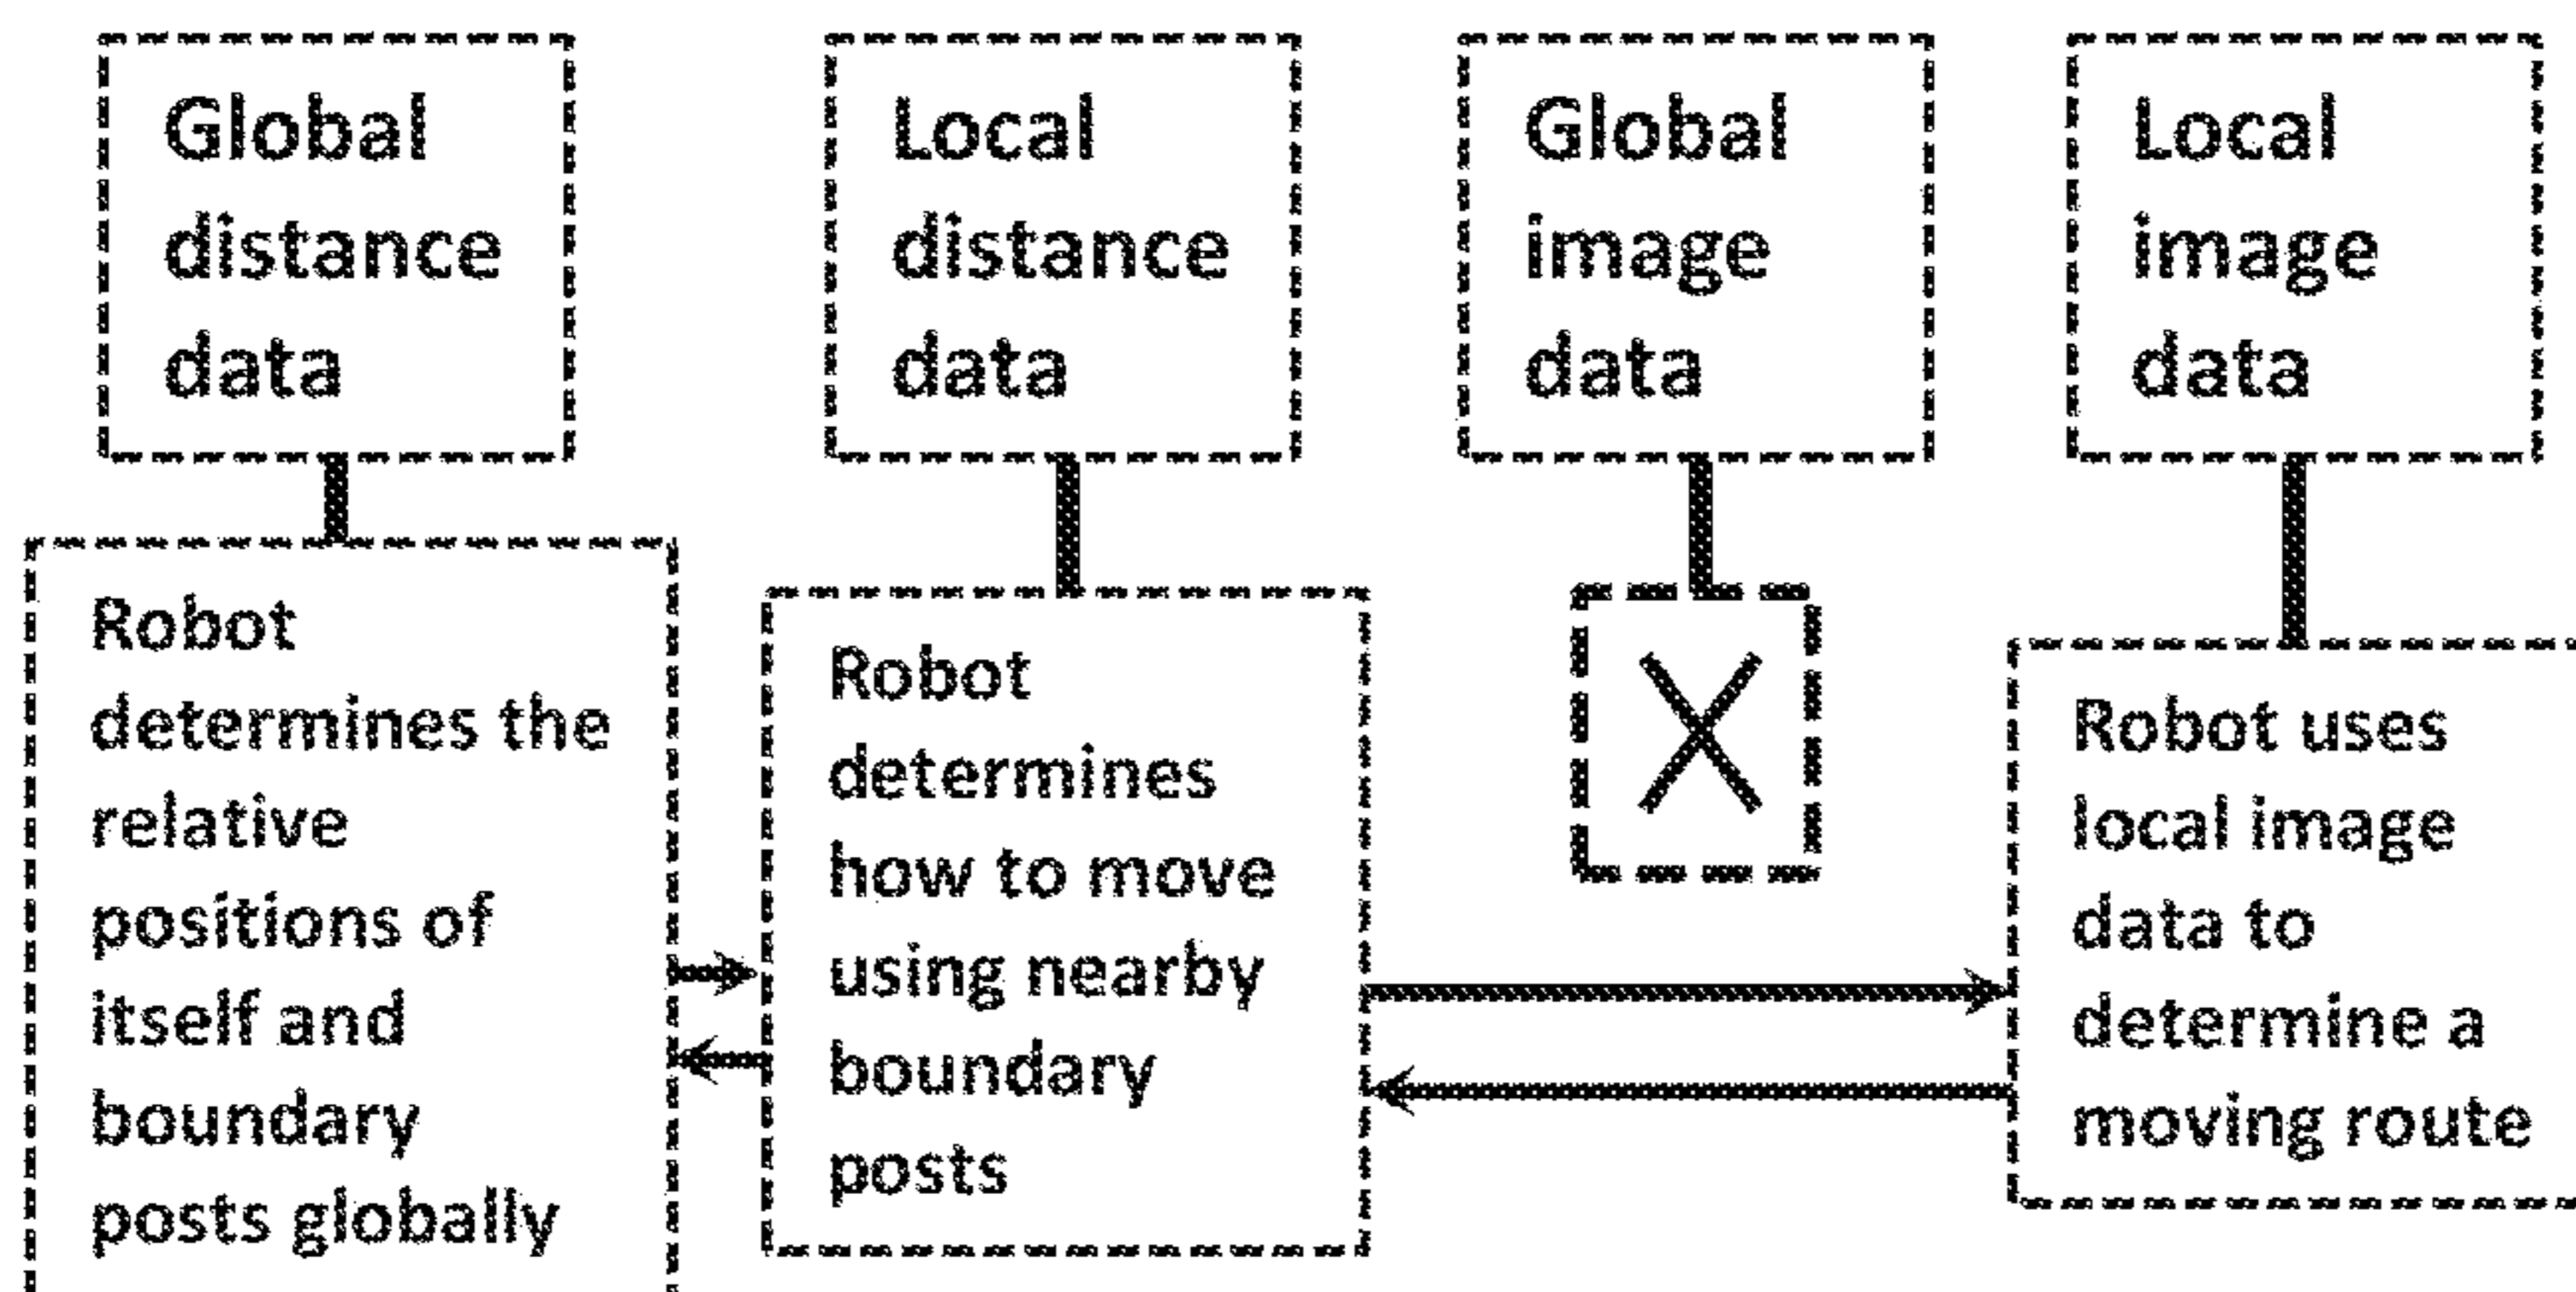 Global
distance
data
Local
distance
data
Global
image
data
Local
image
data
Robot
determines the
relative
positions of
itself and
boundary
posts globally
Robot
determines
how to move
using nearby
boundary
posts
X
Robot uses
local image
data to
determine a
moving route